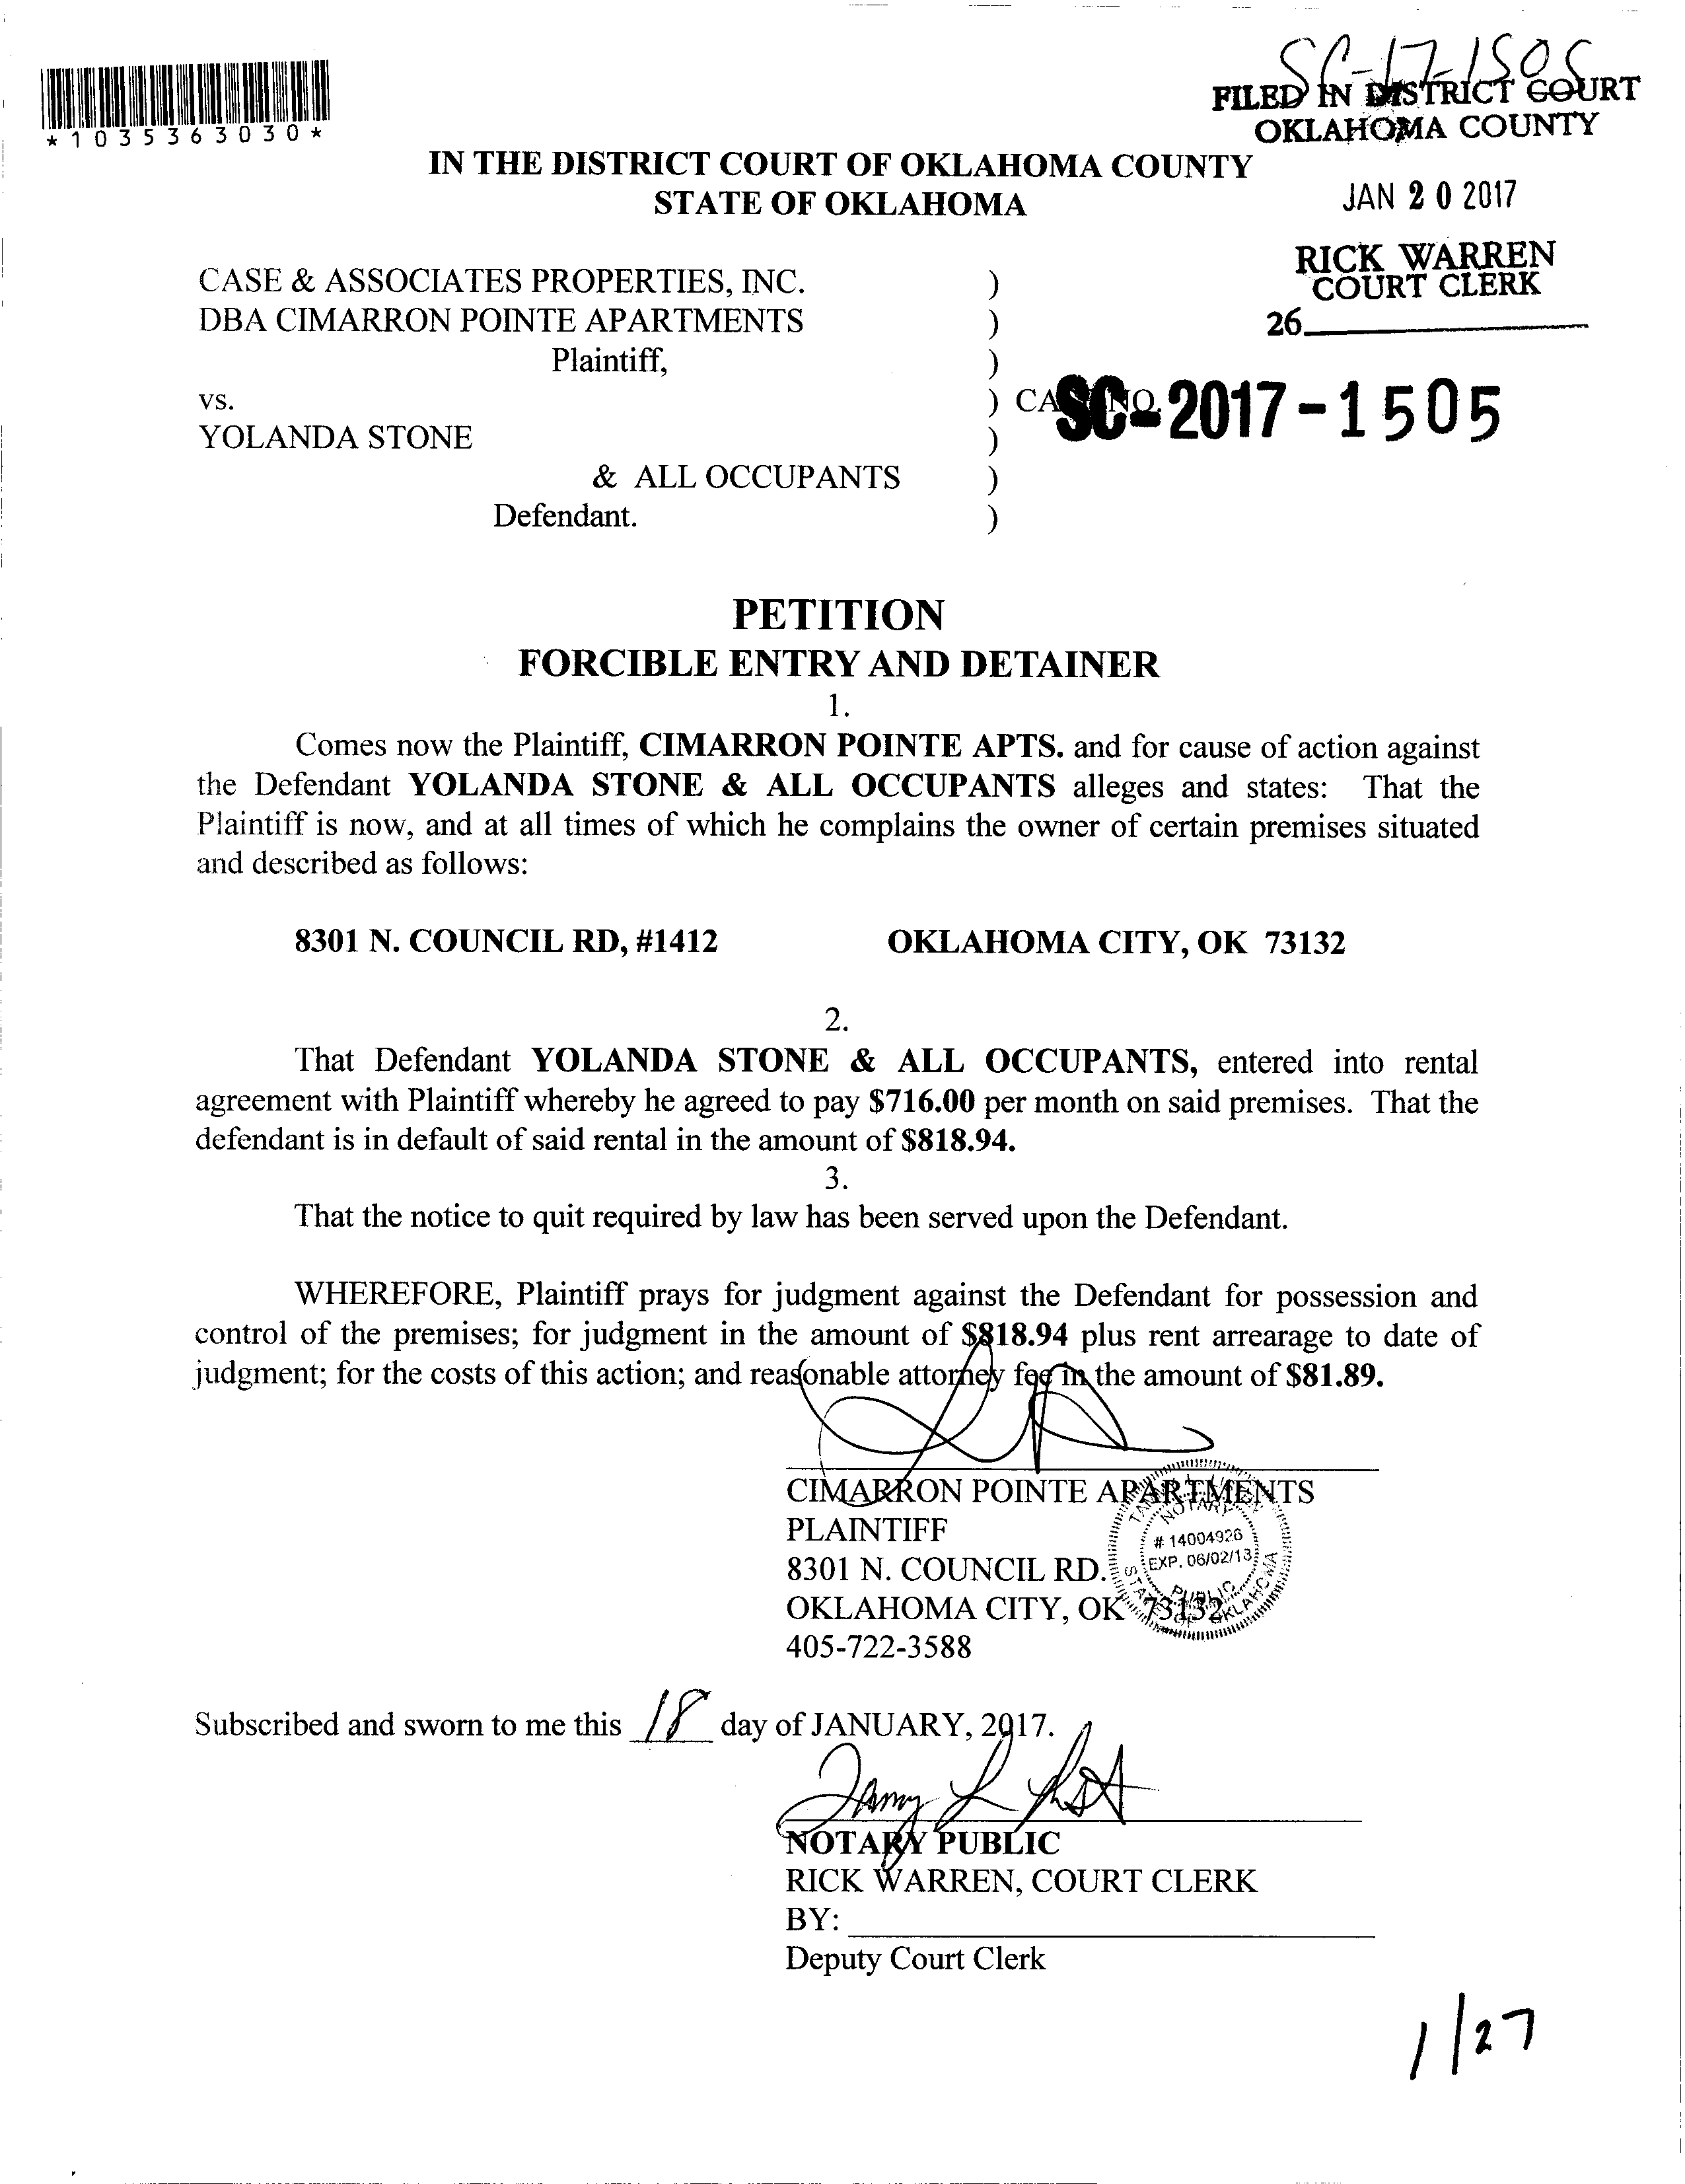 SC-17-1505
FILED IN DISTRICT COURT
OKLAHOMA COUNTY
*1035363030*
IN THE DISTRICT COURT OF OKLAHOMA COUNTY
STATE OF OKLAHOMA
JAN 20 2017
RICK WARREN
COURT CLERK
26
CASE & ASSOCIATES PROPERTIES, INC. )
DBA CIMARRON POINTE APARTMENTS )
Plaintiff, )
vs. ) CASE NO. SC-2017-1505
YOLANDA STONE )
& ALL OCCUPANTS )
Defendant. )
PETITION
FORCIBLE ENTRY AND DETAINER
1.
Comes now the Plaintiff, CIMARRON POINTE APTS. and for cause of action against
the Defendant YOLANDA STONE & ALL OCCUPANTS alleges and states: That the
Plaintiff is now, and at all times of which he complains the owner of certain premises situated
and described as follows:
8301 N. COUNCIL RD, #1412 OKLAHOMA CITY, OK 73132
2.
That Defendant YOLANDA STONE & ALL OCCUPANTS, entered into rental
agreement with Plaintiff whereby he agreed to pay $716.00 per month on said premises. That the
defendant is in default of said rental in the amount of $818.94.
3.
That the notice to quit required by law has been served upon the Defendant.
WHEREFORE, Plaintiff prays for judgment against the Defendant for possession and
control of the premises; for judgment in the amount of $818.94 plus rent arrearage to date of
judgment; for the costs of this action; and reasonable attorney fee in the amount of $81.89.
CIMARRON POINTE APARTMENTS
PLAINTIFF
8301 N. COUNCIL RD.
OKLAHOMA CITY, OK 73132
405-722-3588
NOTARY
# 14004926
EXP. 06/02/18
PUBLIC
STATE OF OKLAHOMA
Subscribed and sworn to me this 18 day of JANUARY, 2017.
NOTARY PUBLIC
RICK WARREN, COURT CLERK
BY:
Deputy Court Clerk
1/27